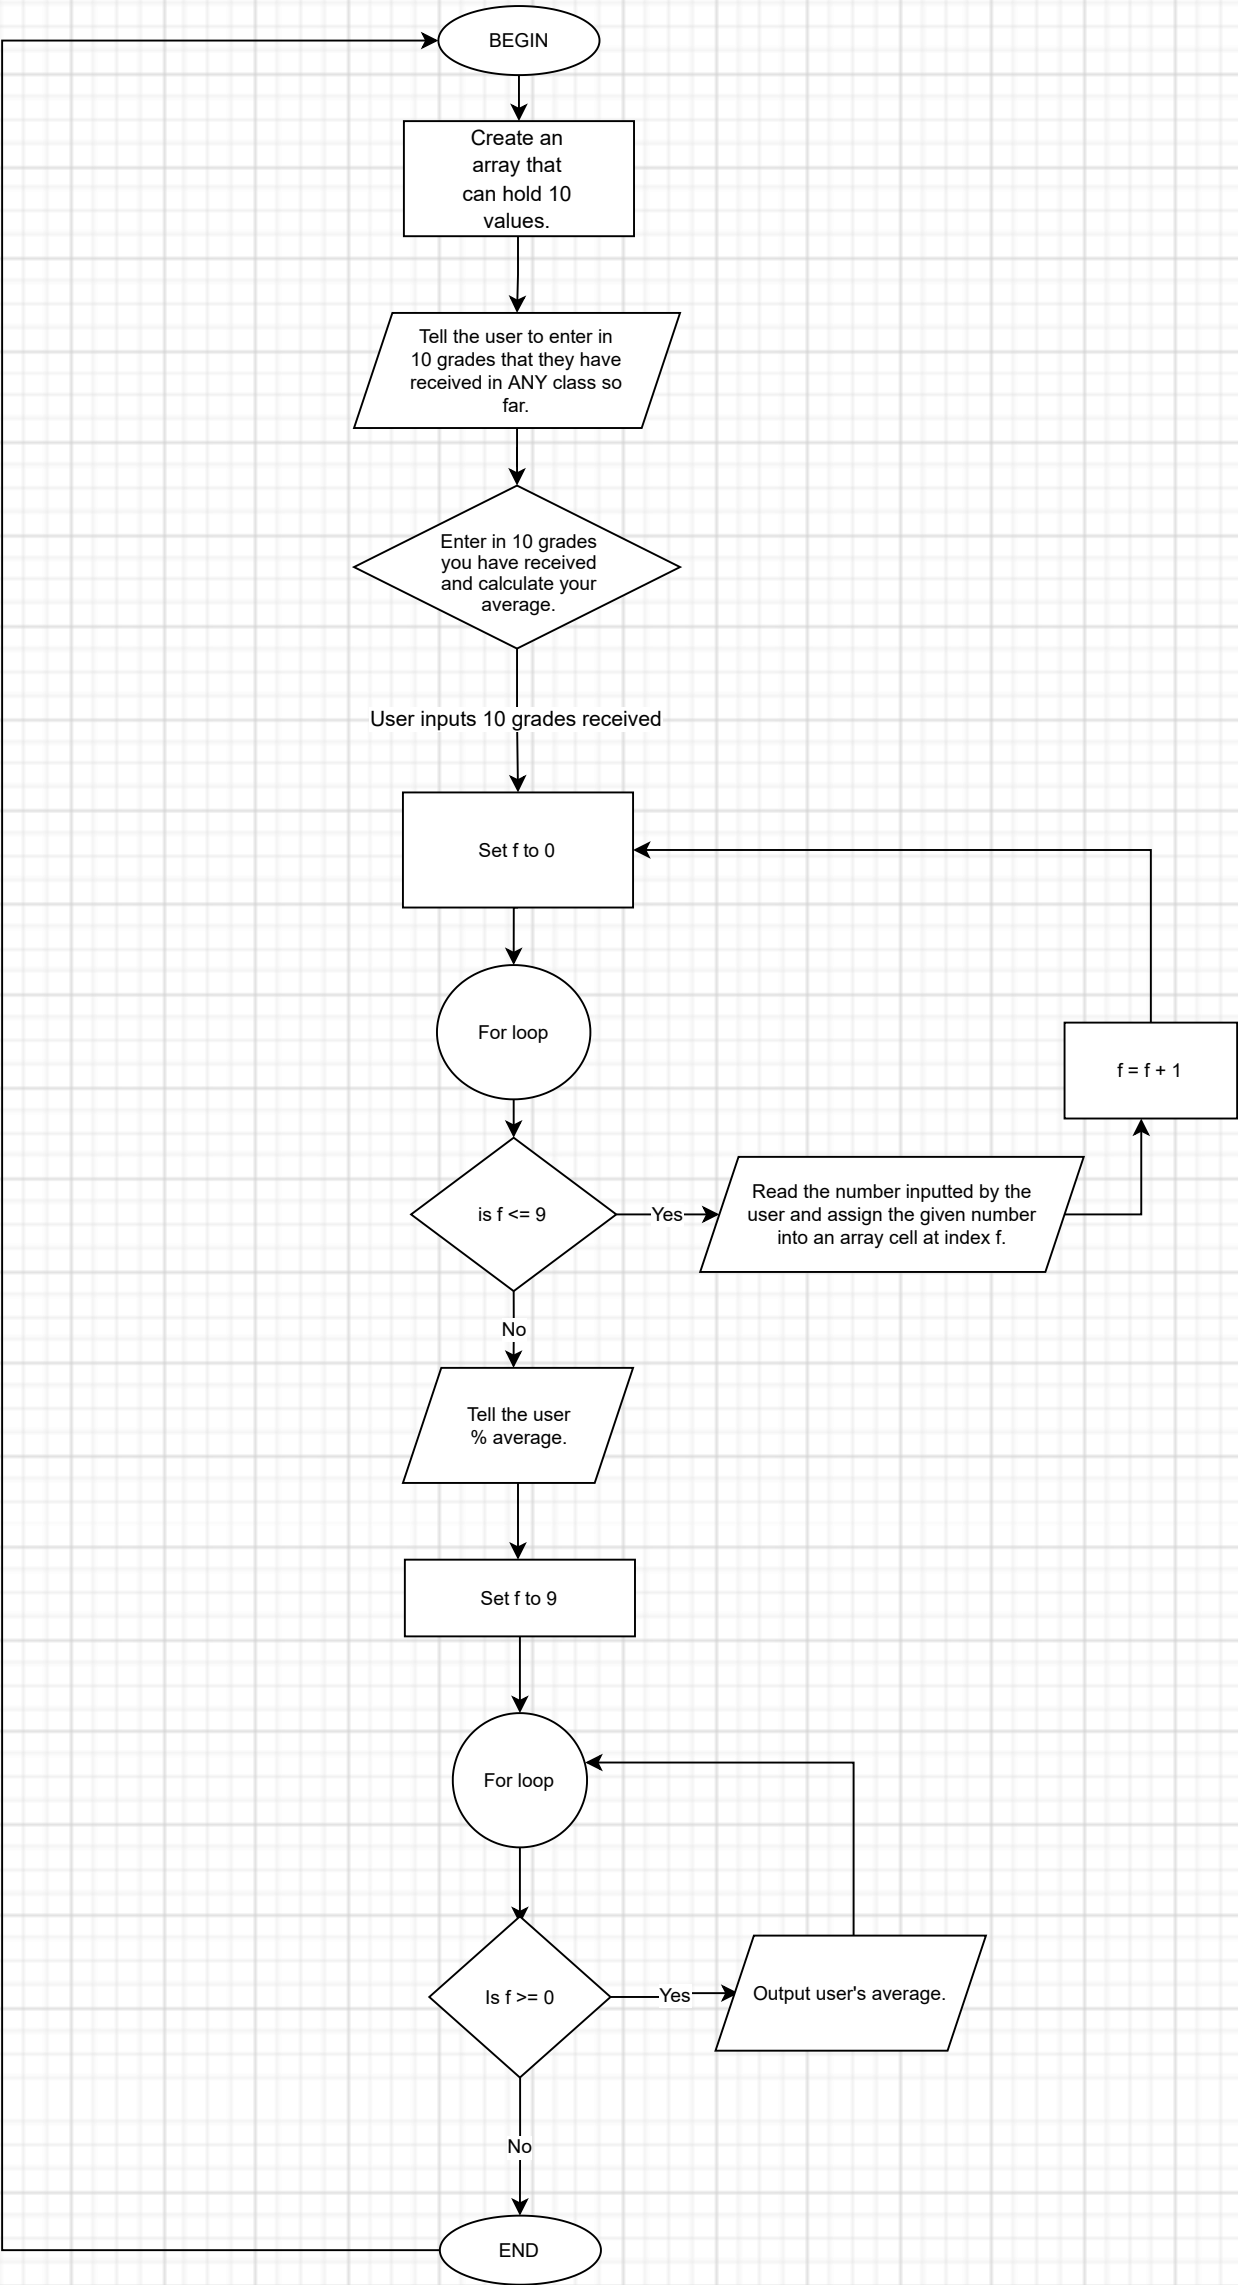 BEGIN
Create an
array that
can hold 10
values.
Tell the user to enter in
10 grades that they have
received in ANY class so
far.
Enter in 10 grades
you have received
and calculate your
average.
User inputs 10 grades received
Set f to 0
For loop
f = f + 1
is f <= 9
Yes
Read the number inputted by the
user and assign the given number
into an array cell at index f.
No
Tell the user
% average.
Set f to 9
For loop
Is f >= 0
Yes
Output user's average.
No
END